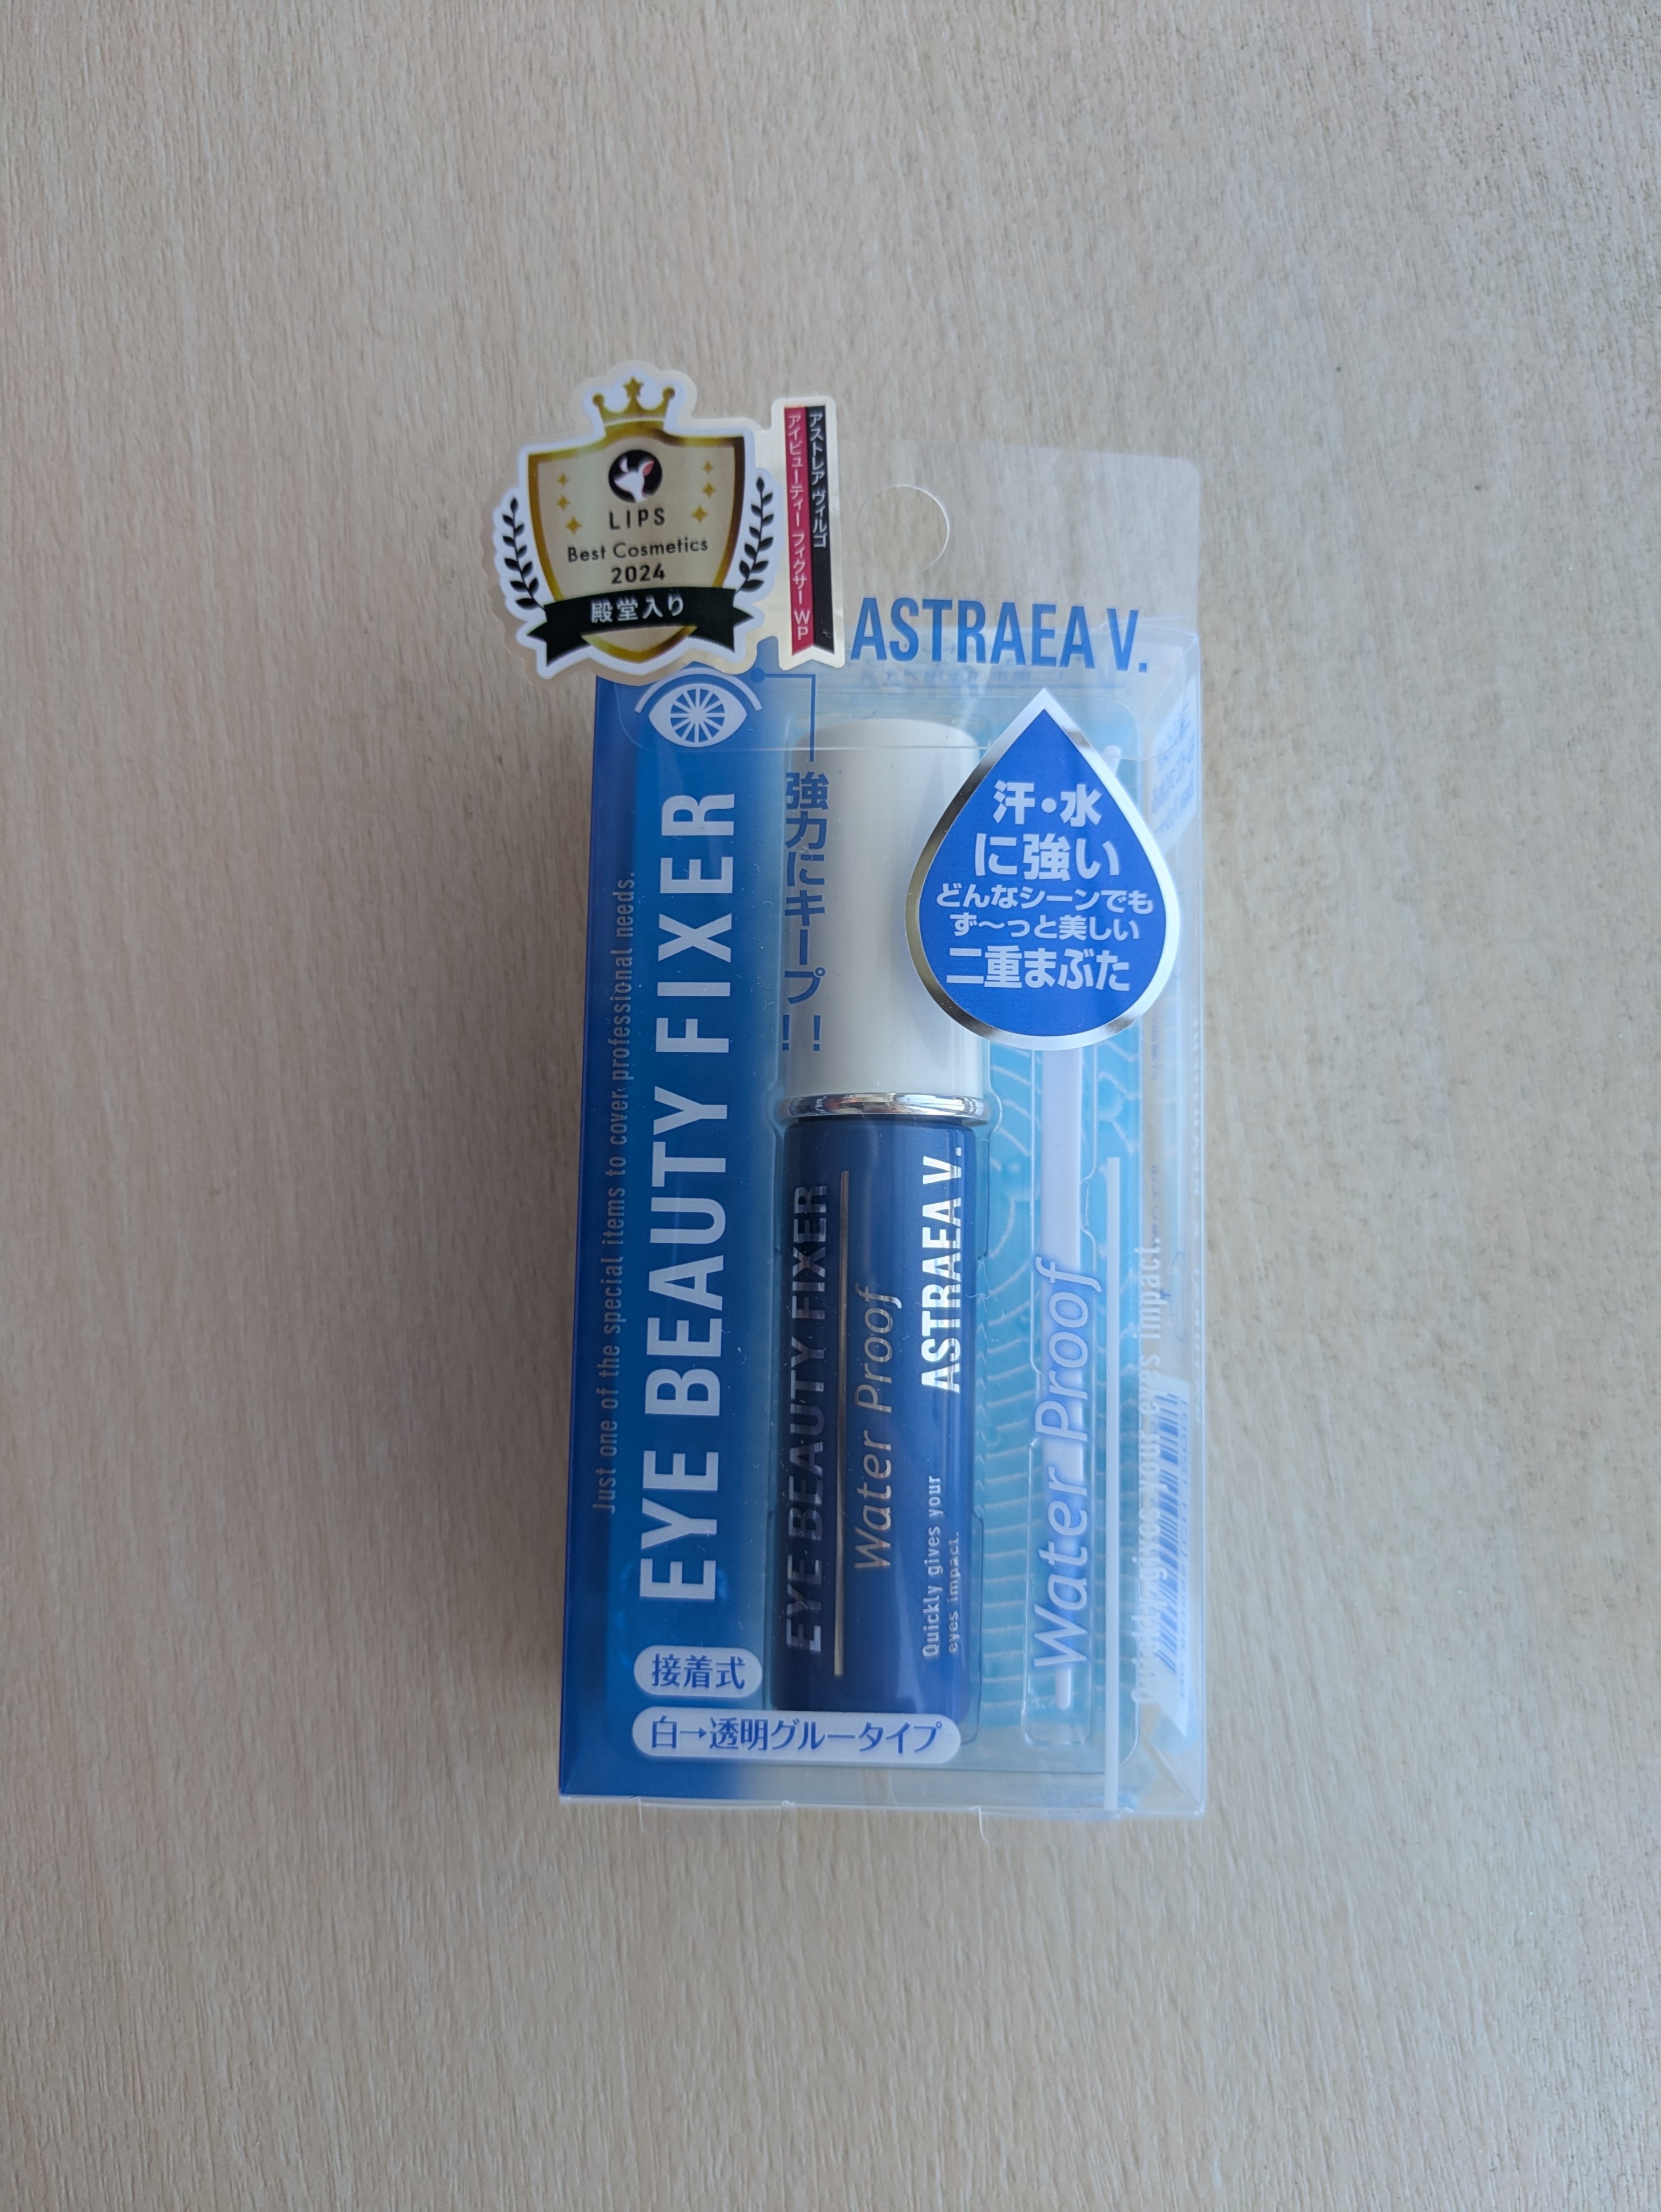 LIPS
Best Cosmetics
2024
殿堂入り
アストレア ヴィルゴ
アイビューティー フィクサー WP
ASTRAEA V.
強力にキープ!!
汗・水
に強い
どんなシーンでも
ず〜っと美しい
二重まぶた
Just one of the special items to cover professional needs.
EYE BEAUTY FIXER
EYE BEAUTY FIXER
Water Proof
ASTRAEA V.
Quickly gives your
eyes impact.
Water Proof
Quickly gives your eyes impact.
接着式
白→透明グルータイプ